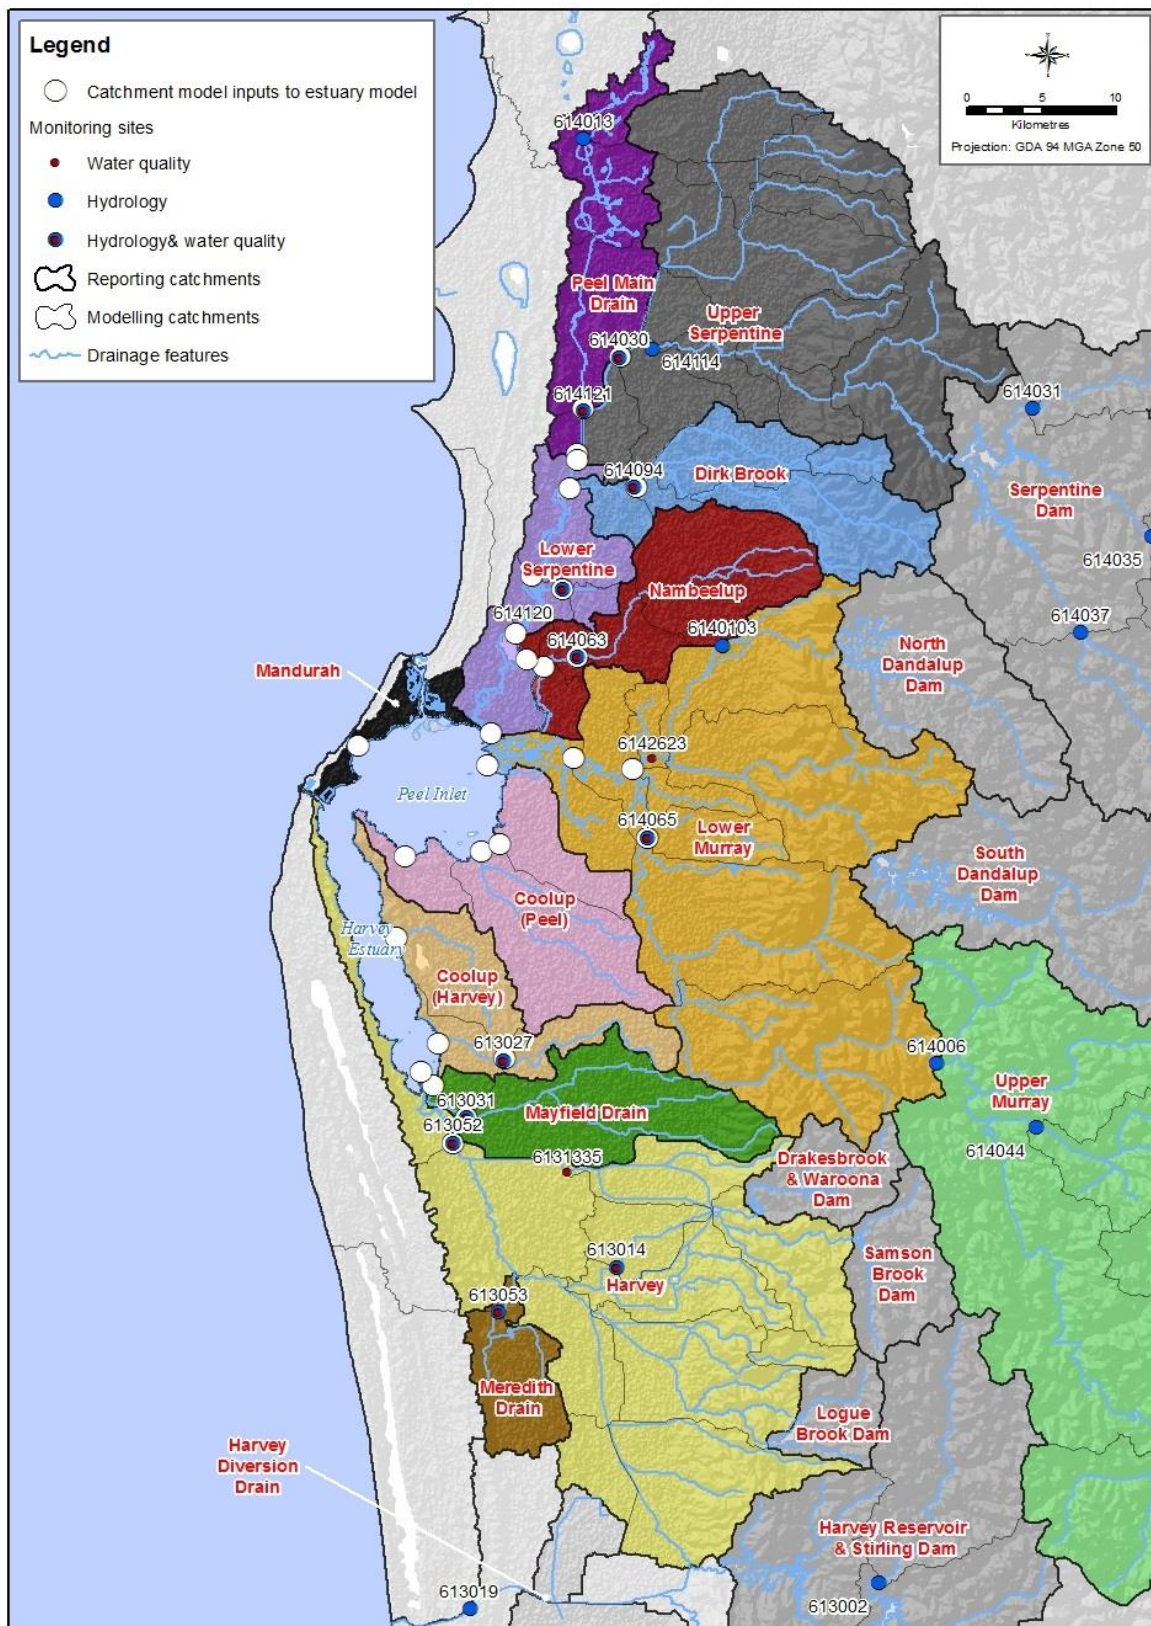 Legend
Catchment model inputs to estuary model
Monitoring sites
Water quality
Hydrology
Hydrology& water quality
Reporting catchments
Modelling catchments
Drainage features
0 5 10
Kilometres
Projection: GDA 94 MGA Zone 50
614013
Peel Main
Drain
614030
Upper
Serpentine
614114
614121
614031
614094
Dirk Brook
Serpentine
Dam
614035
Lower
Serpentine
Nambeelup
614120
614063
6140103
614037
North
Dandalup
Dam
Mandurah
6142623
Peel Inlet
614065
Lower
Murray
South
Dandalup
Dam
Coolup
(Peel)
Harvey
Estuary
Coolup
(Harvey)
613027
614006
Upper
Murray
614044
613031
Mayfield Drain
613052
6131335
Drakesbrook
& Waroona
Dam
613014
Harvey
Samson
Brook
Dam
613053
Meredith
Drain
Logue
Brook Dam
Harvey
Diversion
Drain
Harvey Reservoir
& Stirling Dam
613019
613002